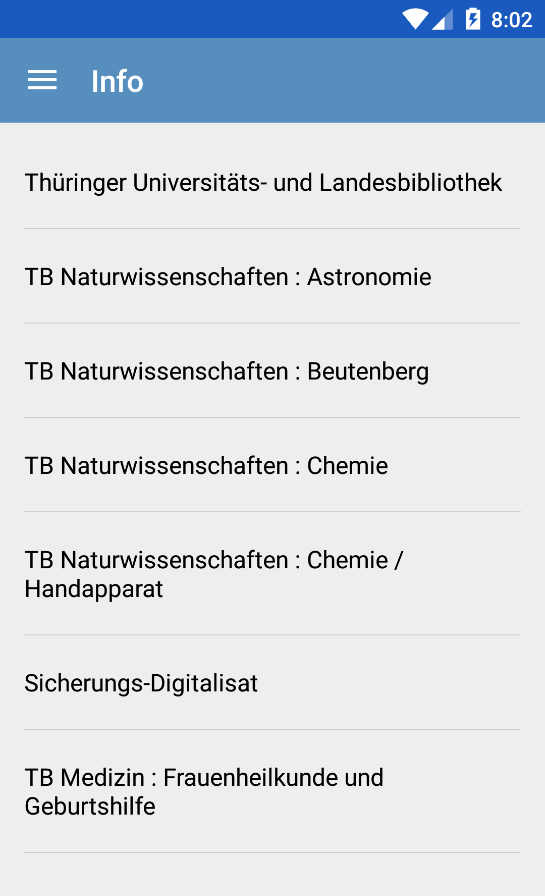 8:02
Info
Thüringer Universitäts- und Landesbibliothek
TB Naturwissenschaften : Astronomie
TB Naturwissenschaften : Beutenberg
TB Naturwissenschaften : Chemie
TB Naturwissenschaften : Chemie /
Handapparat
Sicherungs-Digitalisat
TB Medizin : Frauenheilkunde und
Geburtshilfe